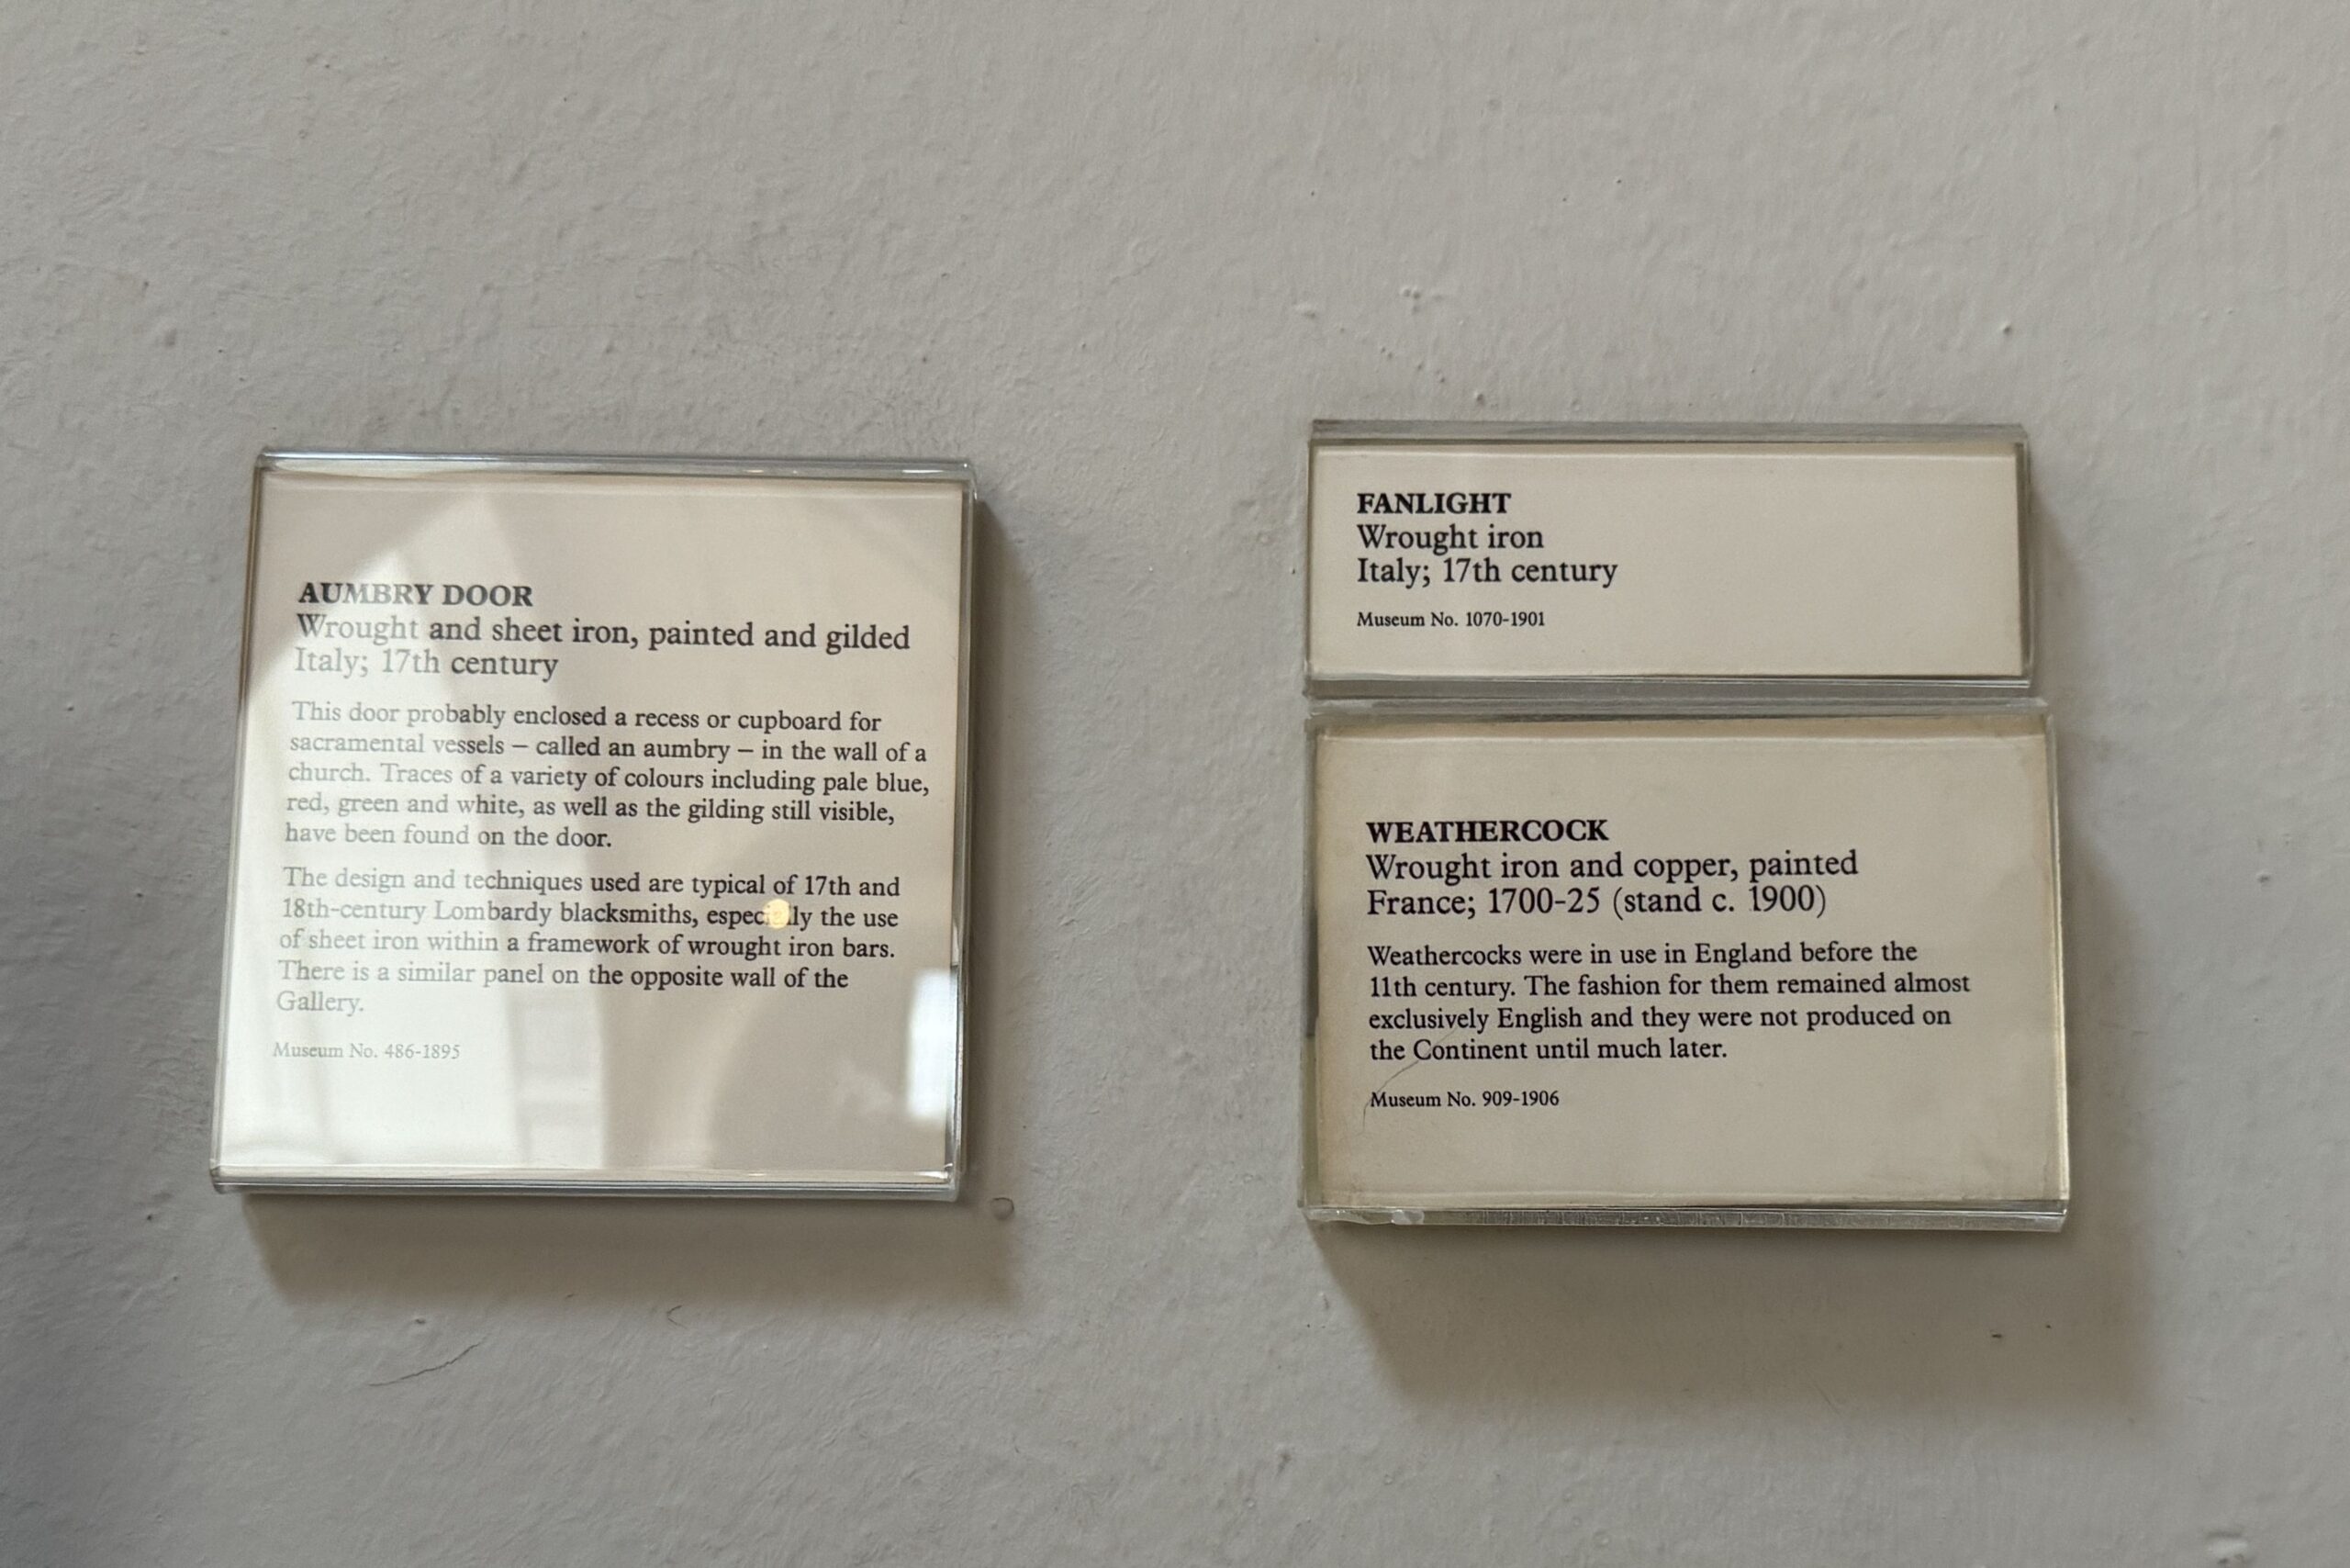 AUMBRY DOOR
Wrought and sheet iron, painted and gilded
Italy; 17th century
This door probably enclosed a recess or cupboard for
sacramental vessels – called an aumbry – in the wall of a
church. Traces of a variety of colours including pale blue,
red, green and white, as well as the gilding still visible,
have been found on the door.
The design and techniques used are typical of 17th and
18th-century Lombardy blacksmiths, especially the use
of sheet iron within a framework of wrought iron bars.
There is a similar panel on the opposite wall of the
Gallery.
Museum No. 486-1895
FANLIGHT
Wrought iron
Italy; 17th century
Museum No. 1070-1901
WEATHERCOCK
Wrought iron and copper, painted
France; 1700-25 (stand c. 1900)
Weathercocks were in use in England before the
11th century. The fashion for them remained almost
exclusively English and they were not produced on
the Continent until much later.
Museum No. 909-1906